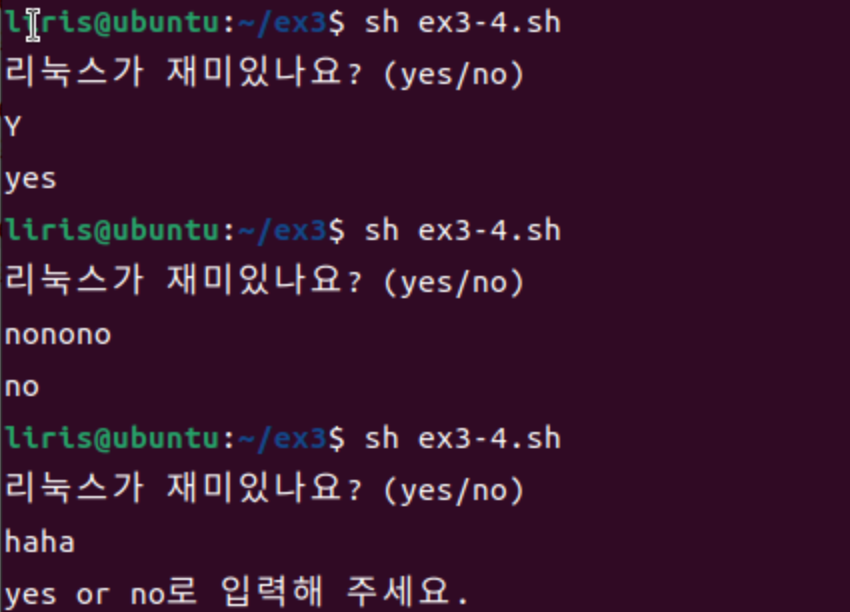 liris@ubuntu:~/ex3$ sh ex3-4.sh
리눅스가 재미있나요? (yes/no)
Y
yes
liris@ubuntu:~/ex3$ sh ex3-4.sh
리눅스가 재미있나요? (yes/no)
nonono
no
liris@ubuntu:~/ex3$ sh ex3-4.sh
리눅스가 재미있나요? (yes/no)
haha
yes or no로 입력해 주세요.